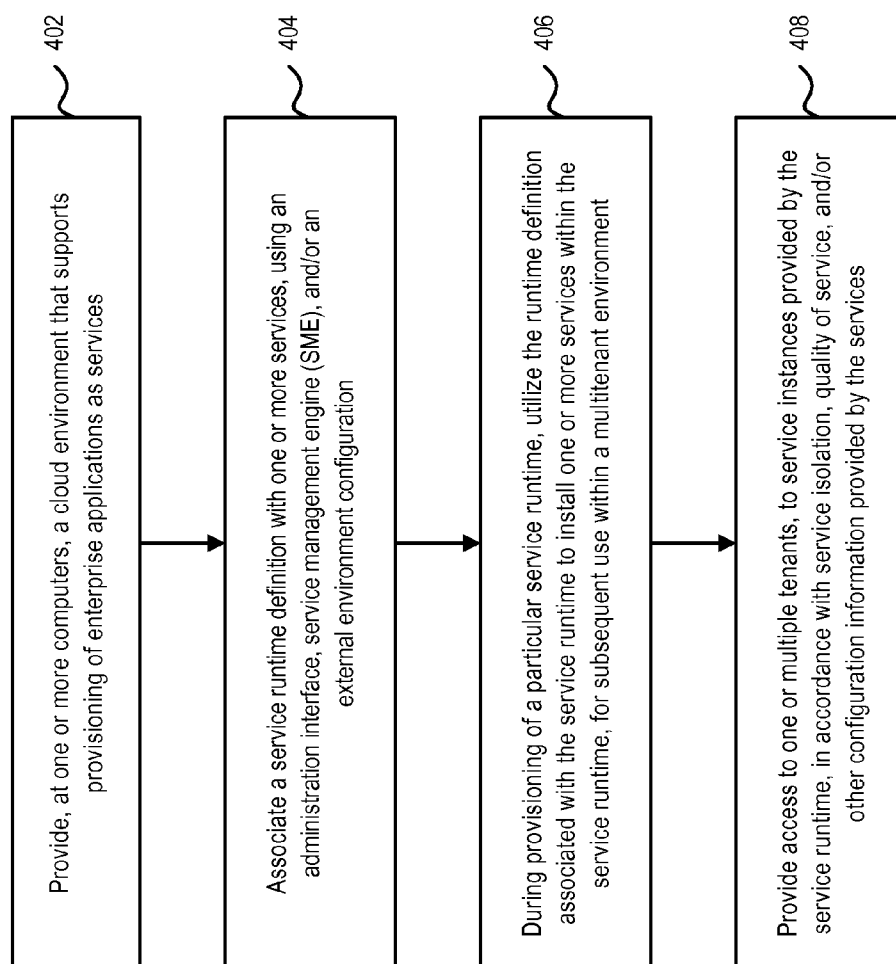 402
Provide, at one or more computers, a cloud environment that supports
provisioning of enterprise applications as services
404
Associate a service runtime definition with one or more services, using an
administration interface, service management engine (SME), and/or an
external environment configuration
406
During provisioning of a particular service runtime, utilize the runtime definition
associated with the service runtime to install one or more services within the
service runtime, for subsequent use within a multitenant environment
408
Provide access to one or multiple tenants, to service instances provided by the
service runtime, in accordance with service isolation, quality of service, and/or
other configuration information provided by the services